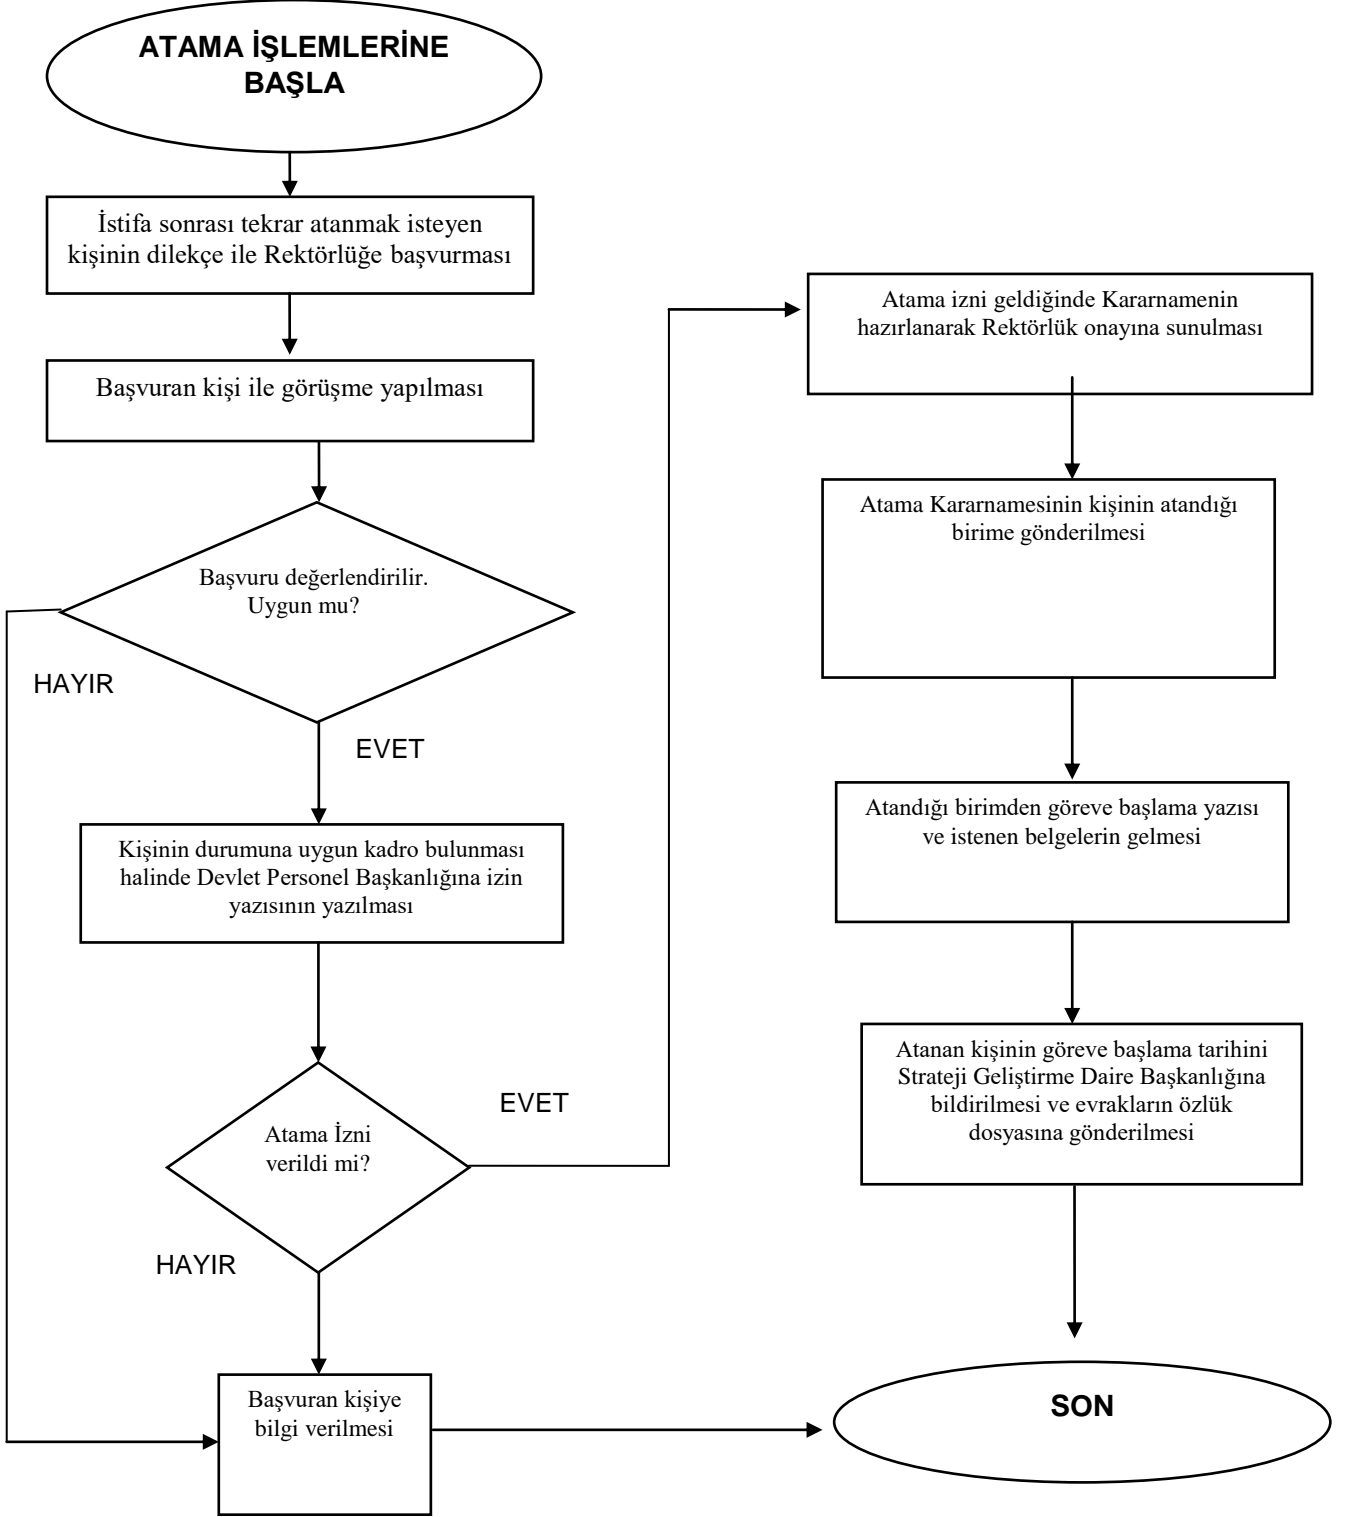 ATAMA İŞLEMLERİNE
BAŞLA
İstifa sonrası tekrar atanmak isteyen
kişinin dilekçe ile Rektörlüğe başvurması
Başvuran kişi ile görüşme yapılması
Başvuru değerlendirilir.
Uygun mu?
HAYIR
EVET
Kişinin durumuna uygun kadro bulunması
halinde Devlet Personel Başkanlığına izin
yazısının yazılması
Atama İzni
verildi mi?
EVET
HAYIR
Başvuran kişiye
bilgi verilmesi
Atama izni geldiğinde Kararnamenin
hazırlanarak Rektörlük onayına sunulması
Atama Kararnamesinin kişinin atandığı
birime gönderilmesi
Atandığı birimden göreve başlama yazısı
ve istenen belgelerin gelmesi
Atanan kişinin göreve başlama tarihini
Strateji Geliştirme Daire Başkanlığına
bildirilmesi ve evrakların özlük
dosyasına gönderilmesi
SON